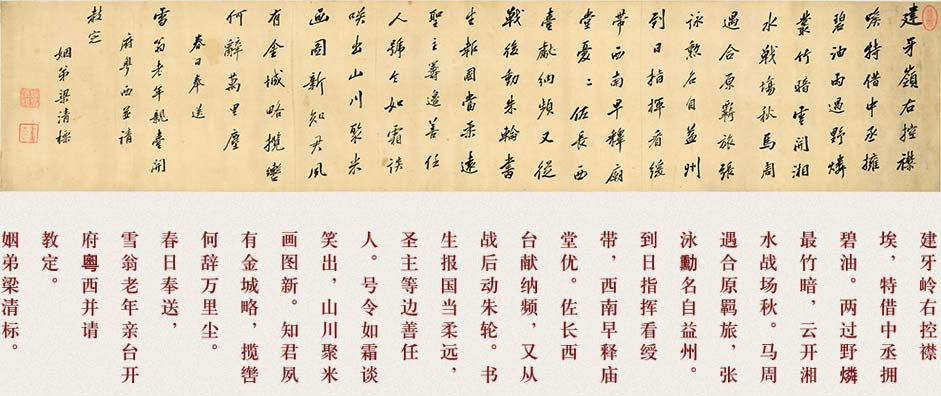 建牙嶺右控襟
喉特借中丞擁
碧油雨過野燐
叢竹暗雲開湘
水戰場秋馬周
遇合原羈旅張
詠勲名自益州
到日指揮看緩
帶西南早釋廟
堂憂二佐長西
臺獻納頻又從
戰後動朱輪書
生報國當柔遠
聖主籌邊善任
人號令如霜談
咲出山川聚米
画圖新知君夙
有金城略攬轡
何辭萬里塵
春日奉送
雪翁老年親臺開
府粵西並請
教定
姻弟梁清標
建牙岭右控襟
埃，特借中丞拥
碧油。两过野燐
最竹暗，云开湘
水战场秋。马周
遇合原羁旅，张
泳勳名自益州。
到日指挥看绥
带，西南早释庙
堂优。佐长西
台献纳频，又从
战后动朱轮。书
生报国当柔远，
圣主等边善任
人。号令如霜谈
笑出，山川聚米
画图新。知君夙
有金城略，揽辔
何辞万里尘。
春日奉送，
雪翁老年亲台开
府粵西并请
教定。
姻弟梁清标。